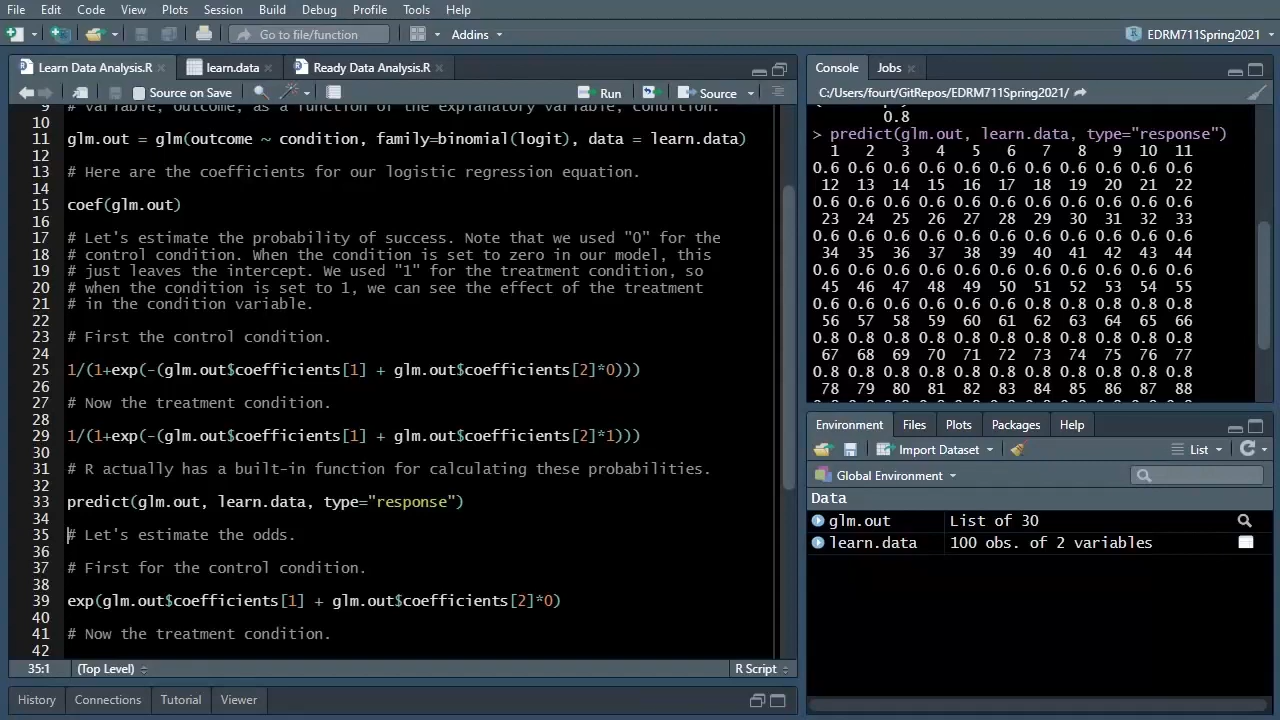 File Edit Code View Plots Session Build Debug Profile Tools Help
Go to file/function Addins EDRM711Spring2021
Learn Data Analysis.R learn.data Ready Data Analysis.R
Source on Save Run Source
9 # variable, outcome, as a function of the explanatory variable, condition.
10
11 glm.out = glm(outcome ~ condition, family=binomial(logit), data = learn.data)
12
13 # Here are the coefficients for our logistic regression equation.
14
15 coef(glm.out)
16
17 # Let's estimate the probability of success. Note that we used "0" for the
18 # control condition. When the condition is set to zero in our model, this
19 # just leaves the intercept. We used "1" for the treatment condition, so
20 # when the condition is set to 1, we can see the effect of the treatment
21 # in the condition variable.
22
23 # First the control condition.
24
25 1/(1+exp(-(glm.out$coefficients[1] + glm.out$coefficients[2]*0)))
26
27 # Now the treatment condition.
28
29 1/(1+exp(-(glm.out$coefficients[1] + glm.out$coefficients[2]*1)))
30
31 # R actually has a built-in function for calculating these probabilities.
32
33 predict(glm.out, learn.data, type="response")
34
35 # Let's estimate the odds.
36
37 # First for the control condition.
38
39 exp(glm.out$coefficients[1] + glm.out$coefficients[2]*0)
40
41 # Now the treatment condition.
42
35:1 (Top Level) R Script
History Connections Tutorial Viewer
Console Jobs
C:/Users/fourt/GitRepos/EDRM711Spring2021/
0.8
> predict(glm.out, learn.data, type="response")
1 2 3 4 5 6 7 8 9 10 11
0.6 0.6 0.6 0.6 0.6 0.6 0.6 0.6 0.6 0.6 0.6
12 13 14 15 16 17 18 19 20 21 22
0.6 0.6 0.6 0.6 0.6 0.6 0.6 0.6 0.6 0.6 0.6
23 24 25 26 27 28 29 30 31 32 33
0.6 0.6 0.6 0.6 0.6 0.6 0.6 0.6 0.6 0.6 0.6
34 35 36 37 38 39 40 41 42 43 44
0.6 0.6 0.6 0.6 0.6 0.6 0.6 0.6 0.6 0.6 0.6
45 46 47 48 49 50 51 52 53 54 55
0.6 0.6 0.6 0.6 0.6 0.6 0.8 0.8 0.8 0.8 0.8
56 57 58 59 60 61 62 63 64 65 66
0.8 0.8 0.8 0.8 0.8 0.8 0.8 0.8 0.8 0.8 0.8
67 68 69 70 71 72 73 74 75 76 77
0.8 0.8 0.8 0.8 0.8 0.8 0.8 0.8 0.8 0.8 0.8
78 79 80 81 82 83 84 85 86 87 88
Environment Files Plots Packages Help
Import Dataset List
Global Environment
Data
glm.out List of 30
learn.data 100 obs. of 2 variables